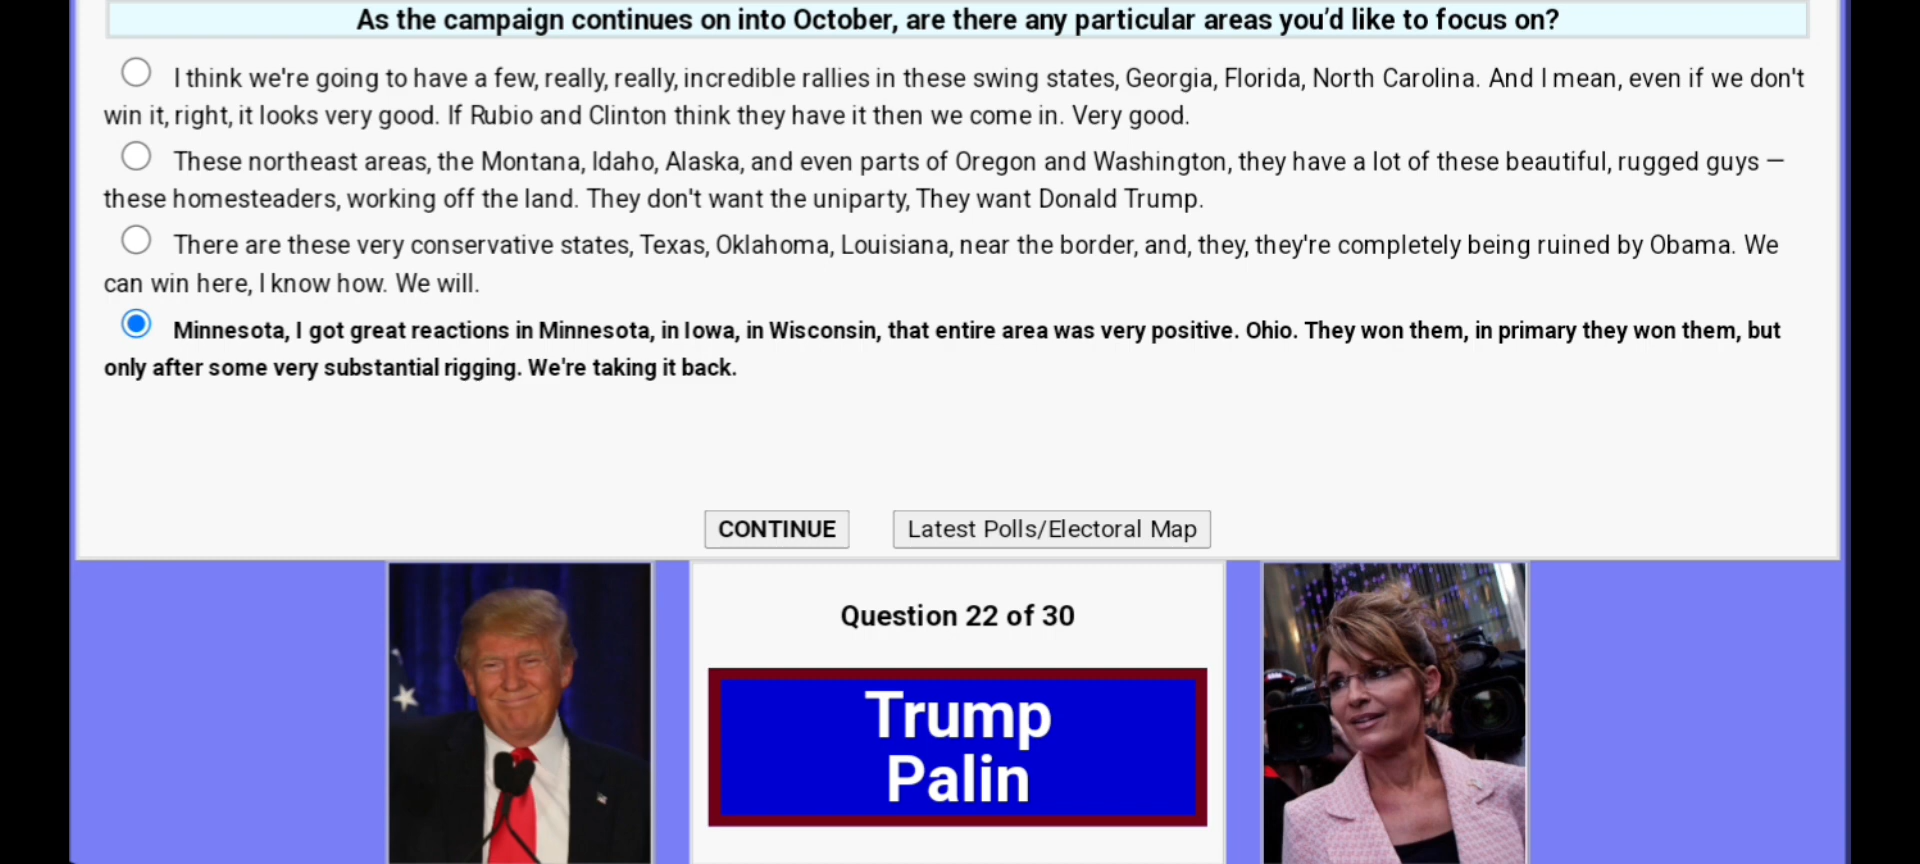 As the campaign continues on into October, are there any particular areas you’d like to focus on?
I think we're going to have a few, really, really, incredible rallies in these swing states, Georgia, Florida, North Carolina. And I mean, even if we don't
win it, right, it looks very good. If Rubio and Clinton think they have it then we come in. Very good.
These northeast areas, the Montana, Idaho, Alaska, and even parts of Oregon and Washington, they have a lot of these beautiful, rugged guys —
these homesteaders, working off the land. They don't want the uniparty, They want Donald Trump.
There are these very conservative states, Texas, Oklahoma, Louisiana, near the border, and, they, they're completely being ruined by Obama. We
can win here, I know how. We will.
Minnesota, I got great reactions in Minnesota, in Iowa, in Wisconsin, that entire area was very positive. Ohio. They won them, in primary they won them, but
only after some very substantial rigging. We're taking it back.
CONTINUE
Latest Polls/Electoral Map
Question 22 of 30
Trump
Palin